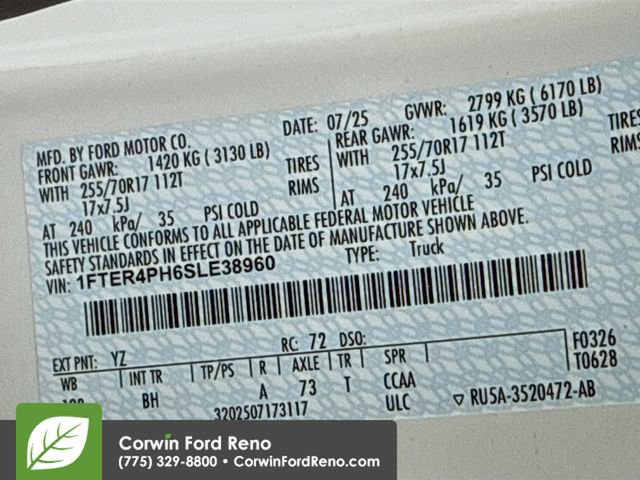 MFD. BY FORD MOTOR CO.
DATE: 07/25 GVWR: 2799 KG ( 6170 LB)
FRONT GAWR: 1420 KG ( 3130 LB) REAR GAWR: 1619 KG ( 3570 LB)
WITH 255/70R17 112T TIRES WITH 255/70R17 112T TIRES
17x7.5J RIMS 17x7.5J RIMS
AT 240 kPa/ 35 PSI COLD AT 240 kPa/ 35 PSI COLD
THIS VEHICLE CONFORMS TO ALL APPLICABLE FEDERAL MOTOR VEHICLE
SAFETY STANDARDS IN EFFECT ON THE DATE OF MANUFACTURE SHOWN ABOVE.
VIN: 1FTER4PH6SLE38960 TYPE: Truck
EXT PNT: YZ RC: 72 DSO: F0326
WB INT TR TP/PS R AXLE TR SPR T0628
BH A 73 T CCAA
3202507173117 ULC ▽ RU5A-3520472-AB
Corwin Ford Reno
(775) 329-8800 • CorwinFordReno.com